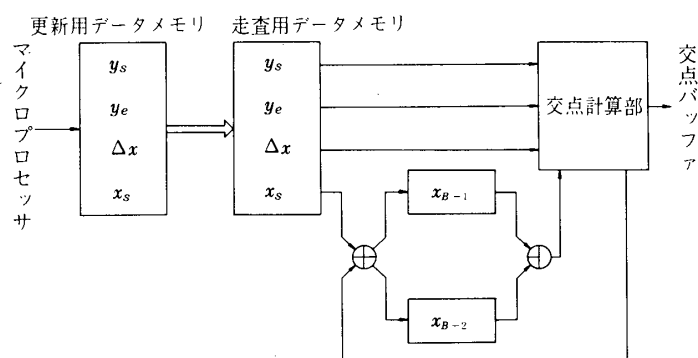 更新用データメモリ
走査用データメモリ
マイクロプロセッサ
yₛ
yₑ
Δx
xₛ
yₛ
yₑ
Δx
xₛ
交点計算部
交点バッファ
x_{B-1}
x_{B-2}